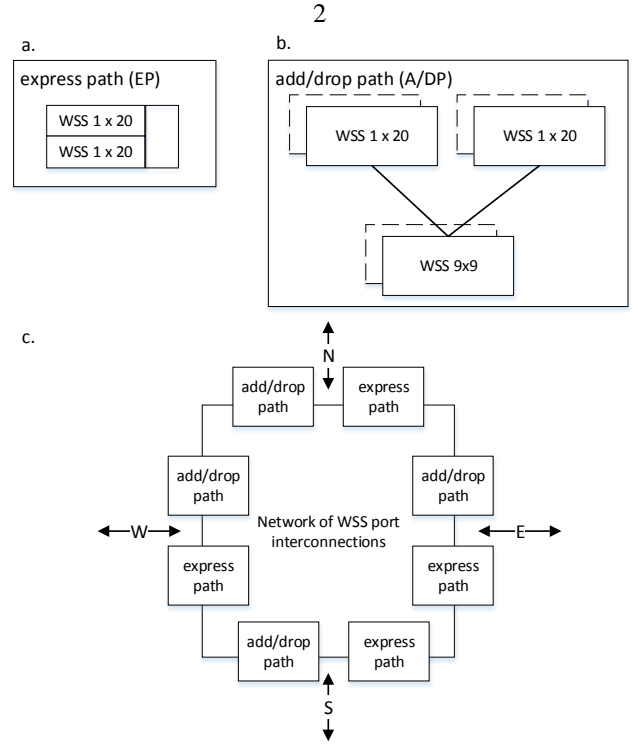 2
a.
express path (EP)
WSS 1 x 20
WSS 1 x 20
b.
add/drop path (A/DP)
WSS 1 x 20
WSS 1 x 20
WSS 9x9
c.
N
add/drop
path
express
path
add/drop
path
add/drop
path
W
Network of WSS port
interconnections
E
express
path
express
path
add/drop
path
express
path
S